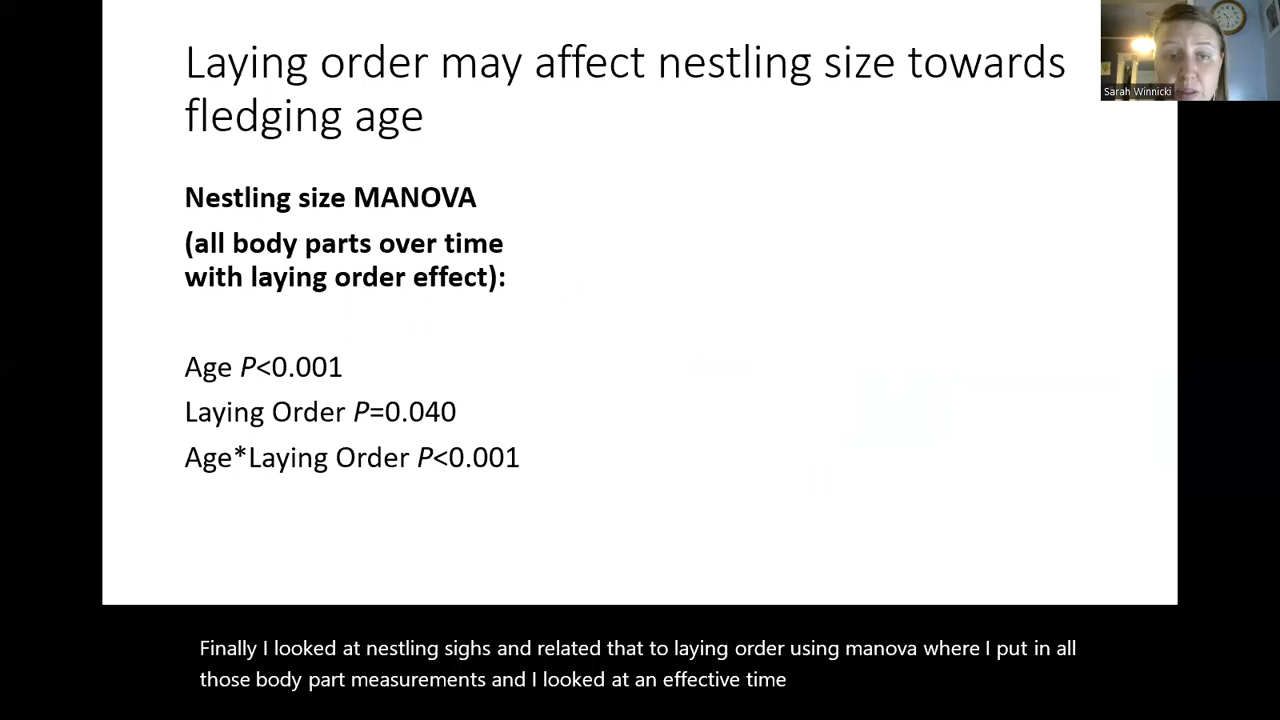 Laying order may affect nestling size towards
fledging age
Sarah Winnicki
Nestling size MANOVA
(all body parts over time
with laying order effect):
Age P<0.001
Laying Order P=0.040
Age*Laying Order P<0.001
Finally I looked at nestling sighs and related that to laying order using manova where I put in all
those body part measurements and I looked at an effective time